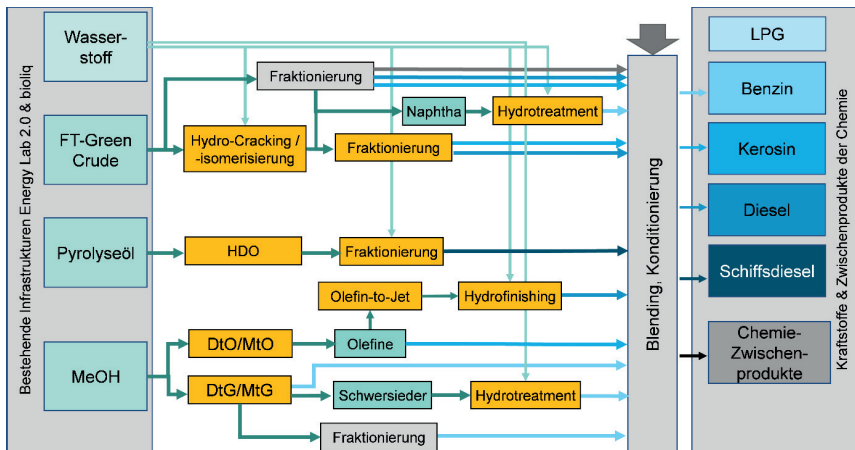 Bestehende Infrastrukturen Energy Lab 2.0 & bioliq
Wasser-
stoff
FT-Green
Crude
Pyrolyseöl
MeOH
Fraktionierung
Naphtha
Hydrotreatment
Hydro-Cracking /
-isomerisierung
Fraktionierung
HDO
Fraktionierung
Olefin-to-Jet
Hydrofinishing
DtO/MtO
Olefine
DtG/MtG
Schwersieder
Hydrotreatment
Fraktionierung
Blending, Konditionierung
LPG
Benzin
Kerosin
Diesel
Schiffsdiesel
Chemie-
Zwischen-
produkte
Kraftstoffe & Zwischenprodukte der Chemie